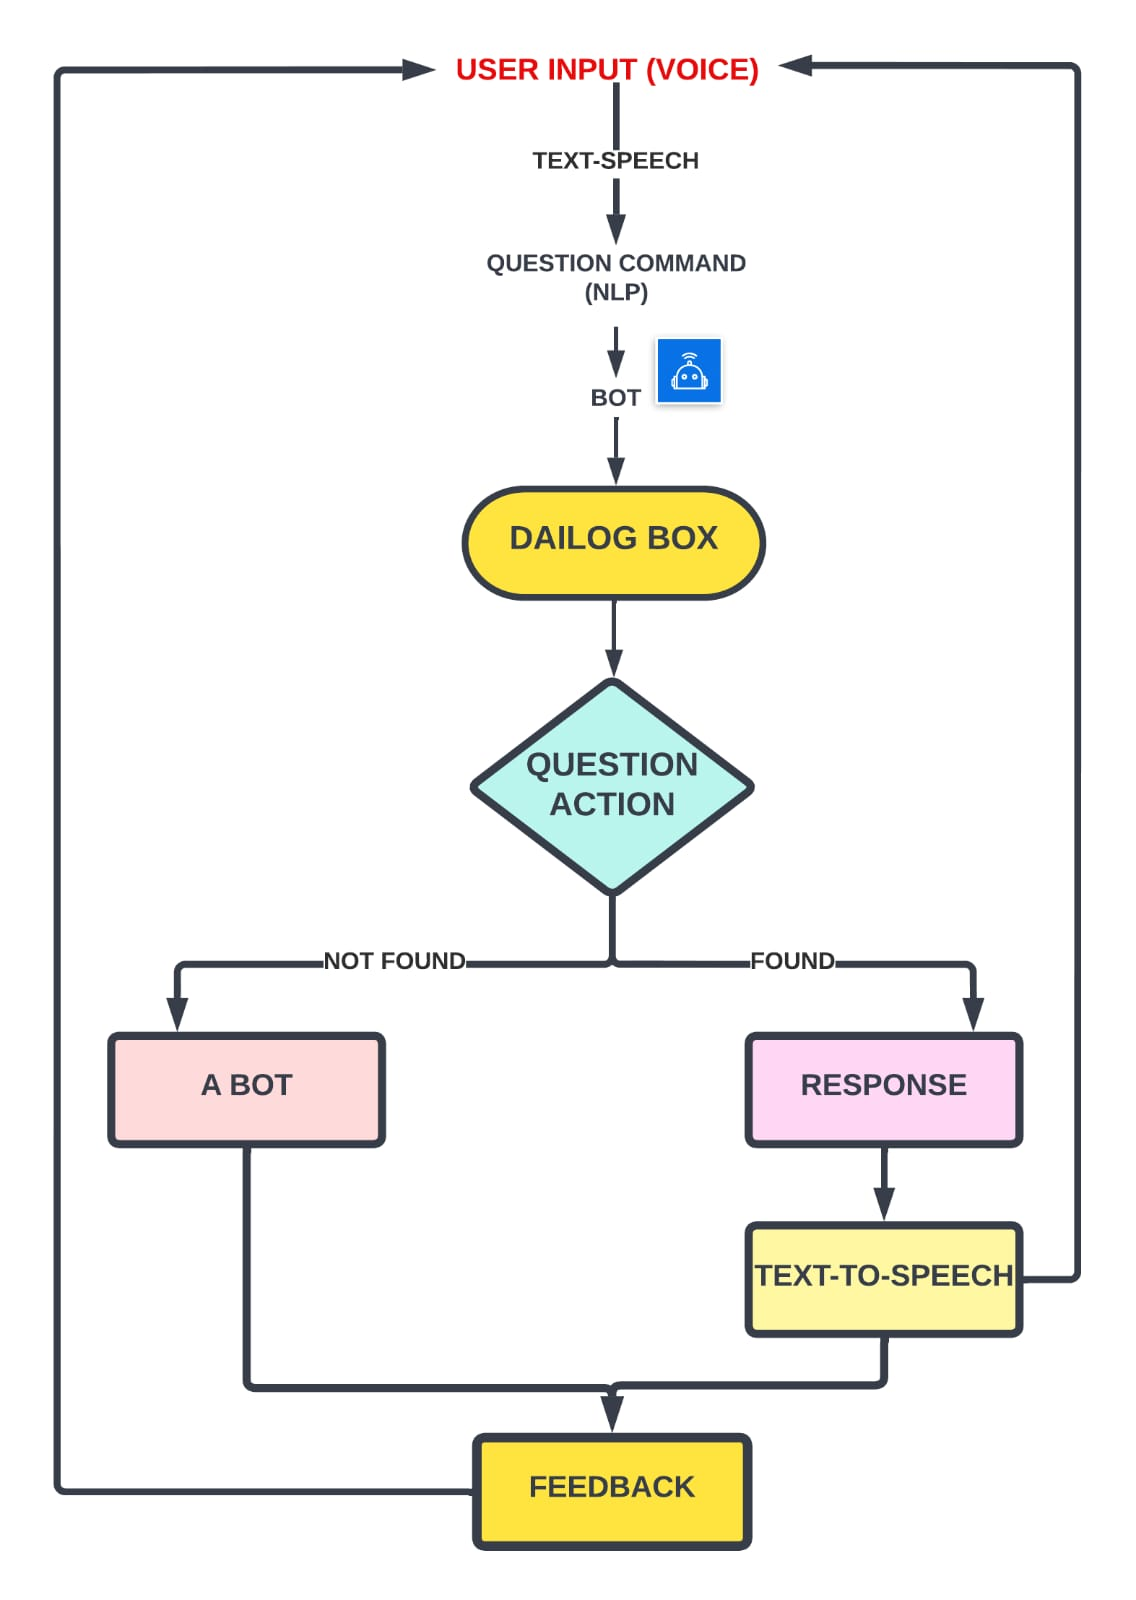 USER INPUT (VOICE)
TEXT-SPEECH
QUESTION COMMAND
(NLP)
BOT
DAILOG BOX
QUESTION
ACTION
NOT FOUND
FOUND
A BOT
RESPONSE
TEXT-TO-SPEECH
FEEDBACK